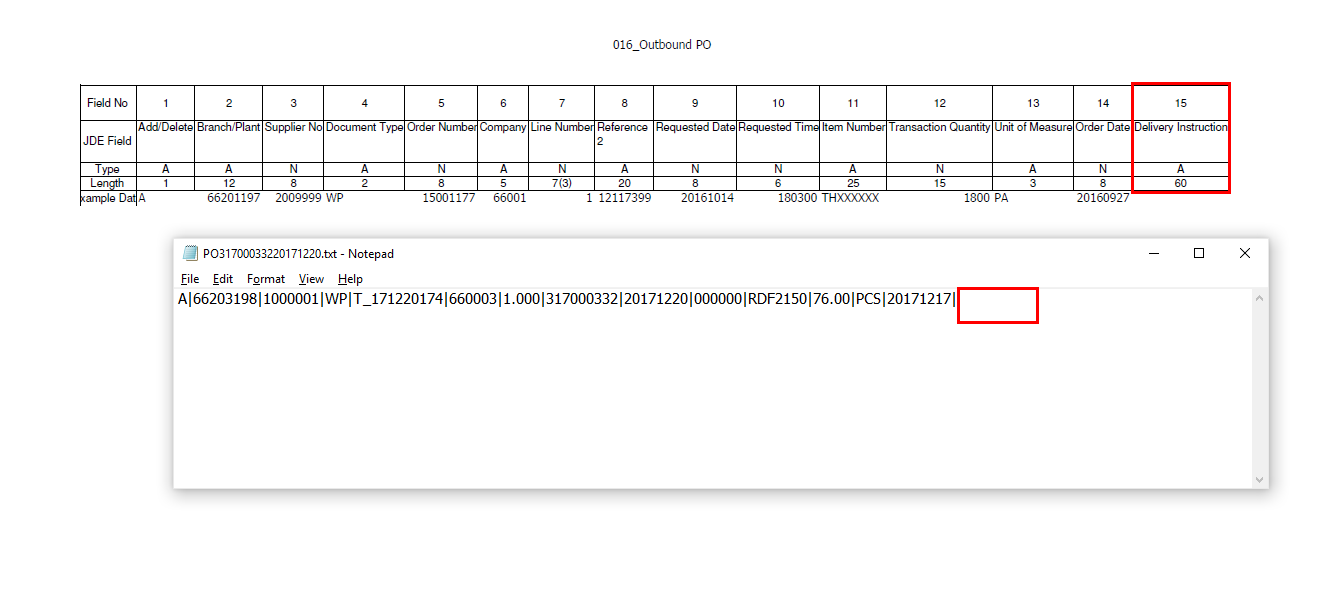 016_Outbound PO
Field No 1 2 3 4 5 6 7 8 9 10 11 12 13 14 15
JDE Field Add/Delete Branch/Plant Supplier No Document Type Order Number Company Line Number Reference 2 Requested Date Requested Time Item Number Transaction Quantity Unit of Measure Order Date Delivery Instruction
Type A A N A N A N A N N A N A N A
Length 1 12 8 2 8 5 7(3) 20 8 6 25 15 3 8 60
xample Dat A 66201197 2009999 WP 15001177 66001 1 12117399 20161014 180300 THXXXXXX 1800 PA 20160927
PO31700033220171220.txt - Notepad
File Edit Format View Help
A|66203198|1000001|WP|T_171220174|660003|1.000|317000332|20171220|000000|RDF2150|76.00|PCS|20171217|